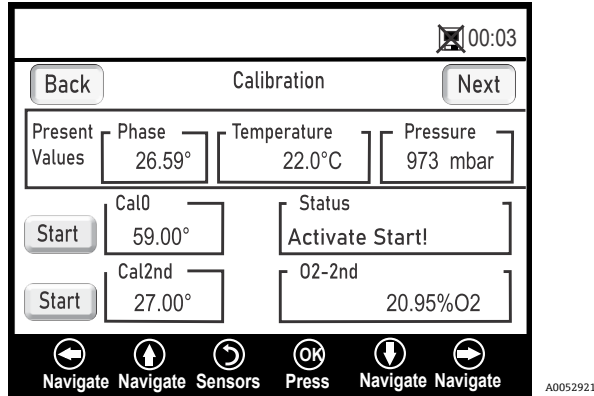 00:03
Back Calibration Next
Present Values Phase 26.59° Temperature 22.0°C Pressure 973 mbar
Start Cal0 59.00° Status Activate Start!
Start Cal2nd 27.00° O2-2nd 20.95%O2
OK
Navigate Navigate Sensors Press Navigate Navigate
A0052921